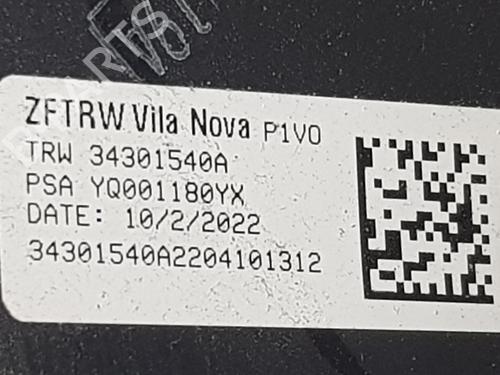 ZFTRW Vila Nova P1V0
TRW 34301540A
PSA YQ001180YX
DATE: 10/2/2022
34301540A2204101312